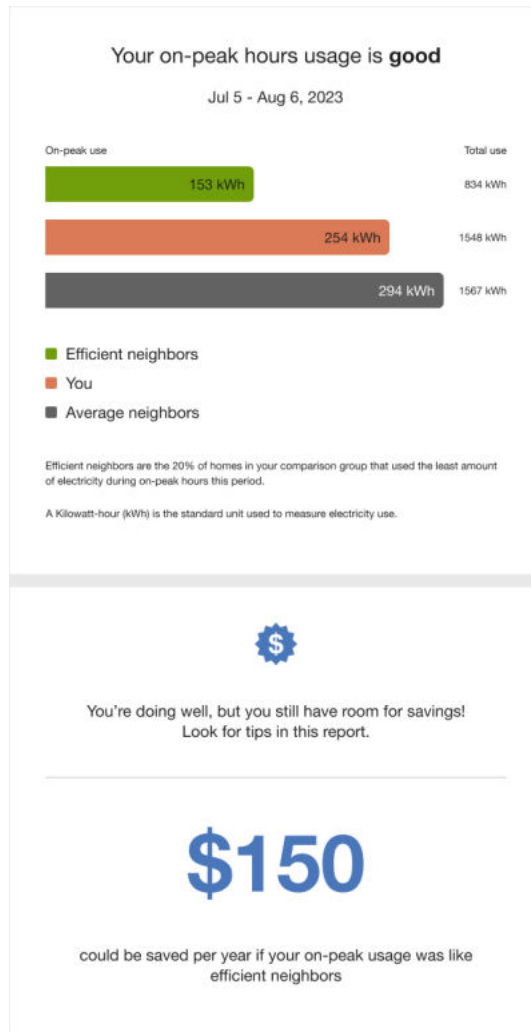 Your on-peak hours usage is good
Jul 5 - Aug 6, 2023
On-peak use Total use
153 kWh 834 kWh
254 kWh 1548 kWh
294 kWh 1567 kWh
Efficient neighbors
You
Average neighbors
Efficient neighbors are the 20% of homes in your comparison group that used the least amount
of electricity during on-peak hours this period.
A Kilowatt-hour (kWh) is the standard unit used to measure electricity use.
$
You're doing well, but you still have room for savings!
Look for tips in this report.
$150
could be saved per year if your on-peak usage was like
efficient neighbors